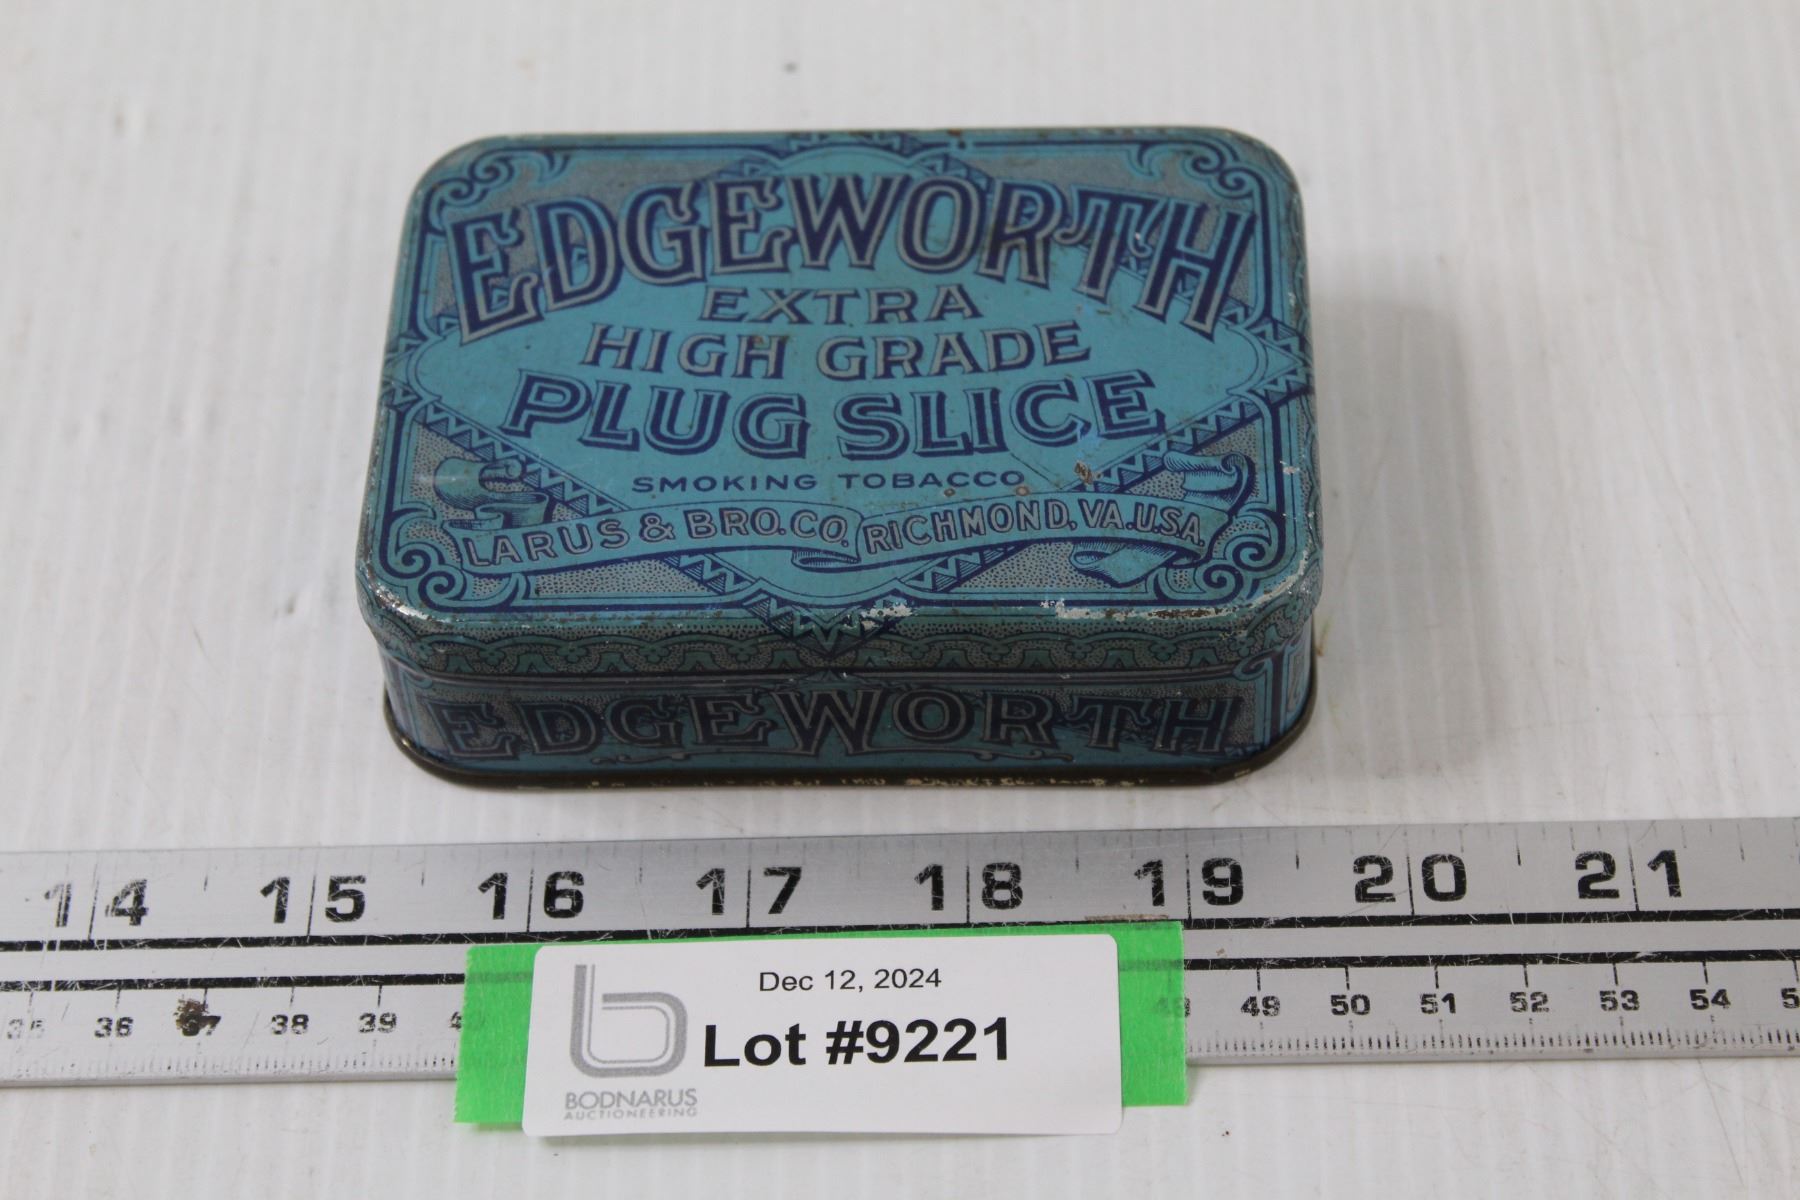 EDGEWORTH
EXTRA
HIGH GRADE
PLUG SLICE
SMOKING TOBACCO
LARUS & BRO. CO. RICHMOND, VA. U.S.A.
EDGEWORTH
14 15 16 17 18 19 20 21
36 37 38 39 49 50 51 52 53 54
Dec 12, 2024
Lot #9221
BODNARUS
AUCTIONEERING